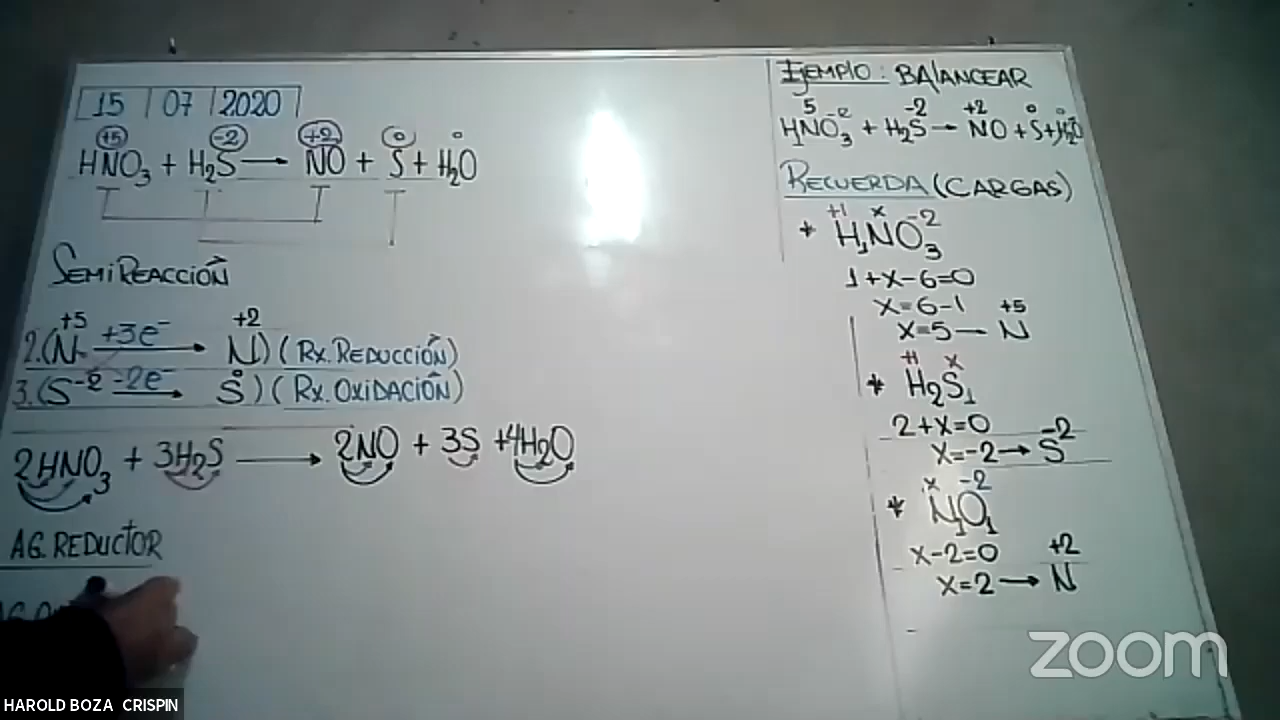 15 | 07 | 2020
+5 -2 +2 0 0
HNO3 + H2S → NO + S + H2O
SEMIREACCIÓN
+5 +2
2.(N +3e- → N) (RX. REDUCCIÓN)
3.(S-2 -2e- → S°) (RX. OXIDACIÓN)
2HNO3 + 3H2S → 2NO + 3S + 4H2O
AG. REDUCTOR
EJEMPLO: BALANCEAR
5 -2 +2 0 0
HNO3 + H2S → NO + S + H2O
RECUERDA (CARGAS)
+1 x -2
* H1NO3
1+x-6=0
x=6-1 +5
x=5 — N
+1 x
* H2S1
2+x=0
x=-2 → S-2
x -2
* N1O1
x-2=0 +2
x=2 → N
zoom
HAROLD BOZA CRISPIN